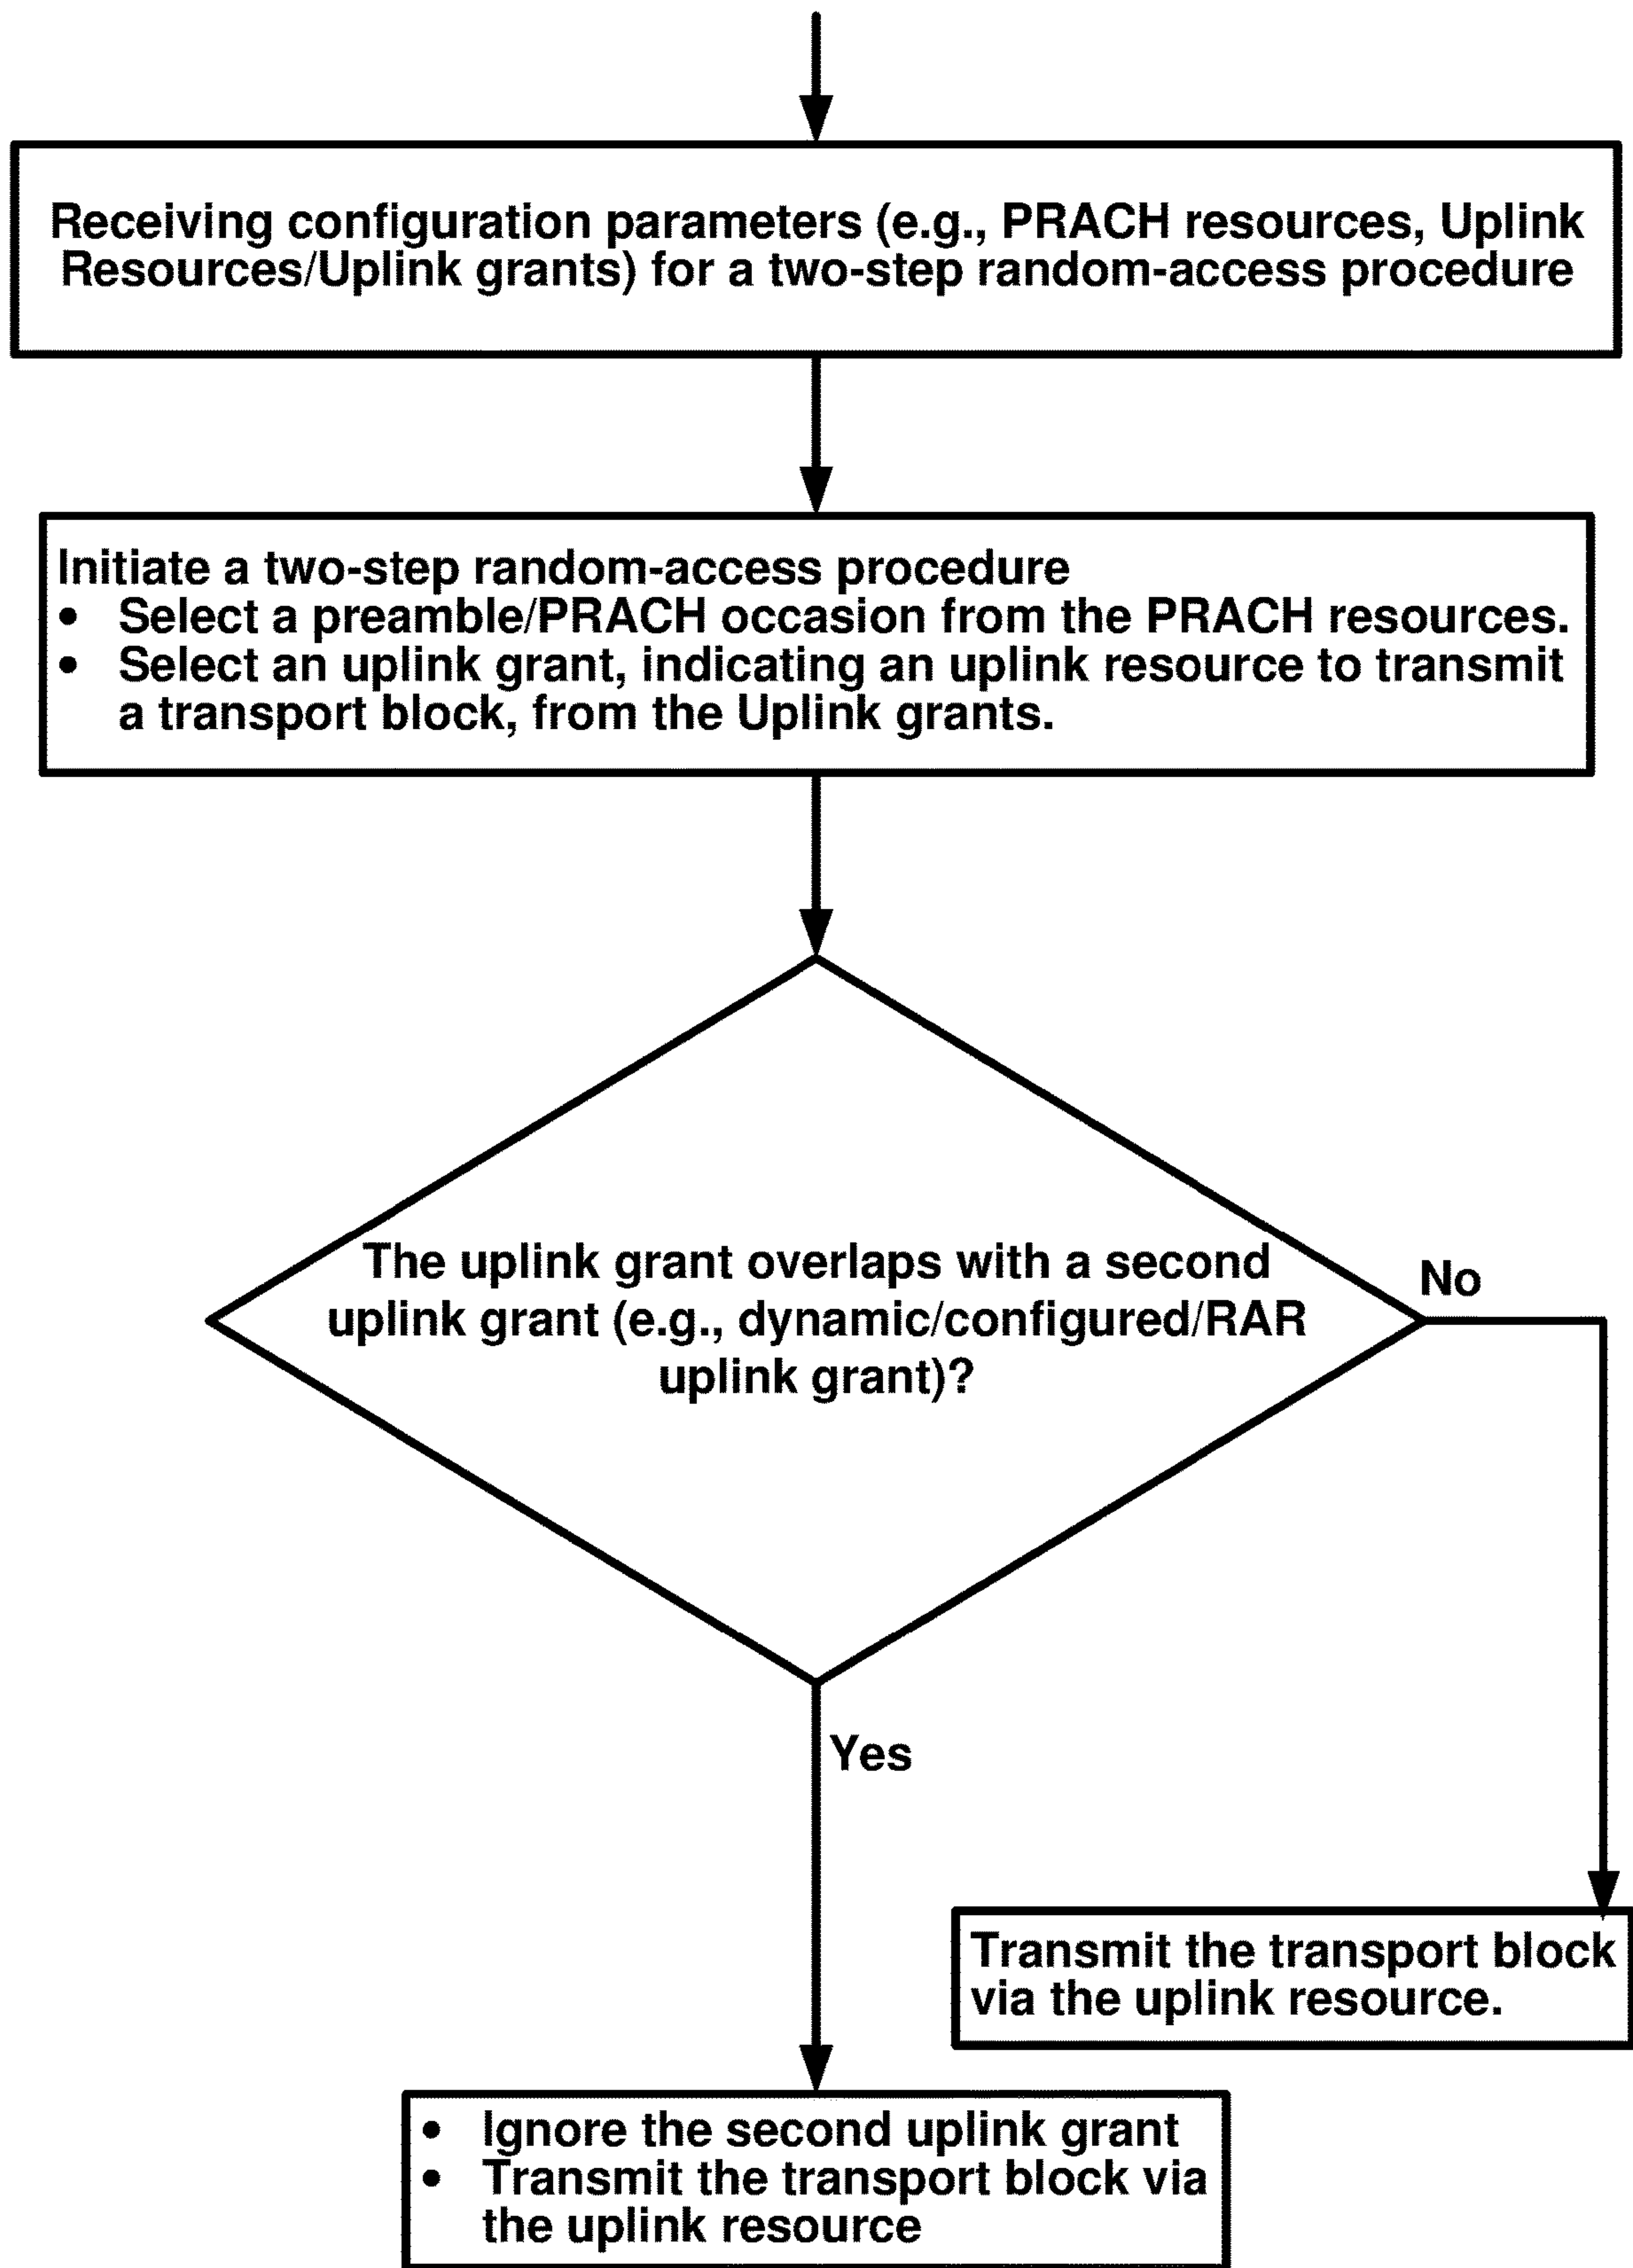 Receiving configuration parameters (e.g., PRACH resources, Uplink
Resources/Uplink grants) for a two-step random-access procedure
Initiate a two-step random-access procedure
• Select a preamble/PRACH occasion from the PRACH resources.
• Select an uplink grant, indicating an uplink resource to transmit
a transport block, from the Uplink grants.
The uplink grant overlaps with a second
uplink grant (e.g., dynamic/configured/RAR
uplink grant)?
No
Yes
Transmit the transport block
via the uplink resource.
• Ignore the second uplink grant
• Transmit the transport block via
the uplink resource